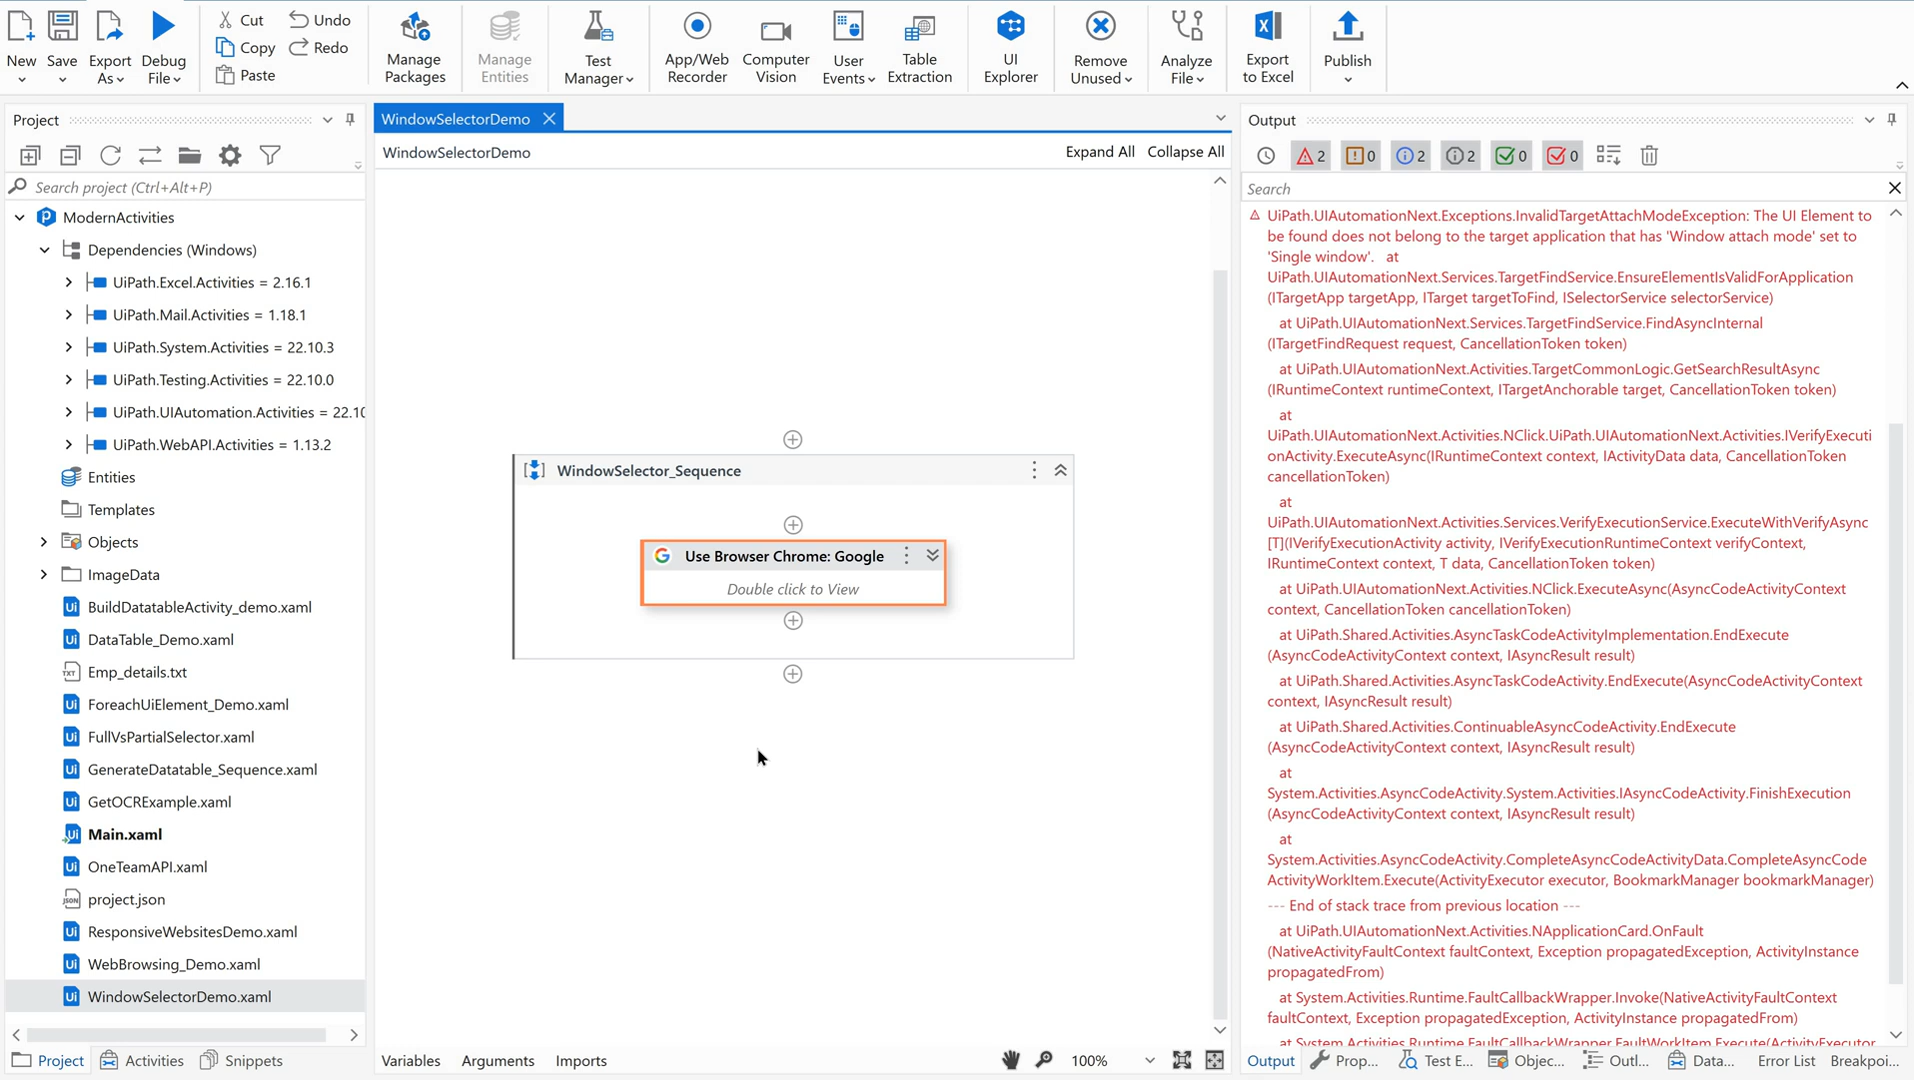 New
Save
Export
As
Debug
File
Cut
Copy
Paste
Undo
Redo
Manage
Packages
Manage
Entities
Test
Manager
App/Web
Recorder
Computer
Vision
User
Events
Table
Extraction
UI
Explorer
Remove
Unused
Analyze
File
Export
to Excel
Publish
Project
Search project (Ctrl+Alt+P)
ModernActivities
Dependencies (Windows)
UiPath.Excel.Activities = 2.16.1
UiPath.Mail.Activities = 1.18.1
UiPath.System.Activities = 22.10.3
UiPath.Testing.Activities = 22.10.0
UiPath.UIAutomation.Activities = 22.10
UiPath.WebAPI.Activities = 1.13.2
Entities
Templates
Objects
ImageData
BuildDatatableActivity_demo.xaml
DataTable_Demo.xaml
Emp_details.txt
ForeachUiElement_Demo.xaml
FullVsPartialSelector.xaml
GenerateDatatable_Sequence.xaml
GetOCRExample.xaml
Main.xaml
OneTeamAPI.xaml
project.json
ResponsiveWebsitesDemo.xaml
WebBrowsing_Demo.xaml
WindowSelectorDemo.xaml
Project
Activities
Snippets
WindowSelectorDemo
WindowSelectorDemo
Expand All
Collapse All
WindowSelector_Sequence
Use Browser Chrome: Google
Double click to View
Variables
Arguments
Imports
100%
Output
2
0
2
2
0
0
Search
UiPath.UIAutomationNext.Exceptions.InvalidTargetAttachModeException: The UI Element to
be found does not belong to the target application that has 'Window attach mode' set to
'Single window'.   at
UiPath.UIAutomationNext.Services.TargetFindService.EnsureElementIsValidForApplication
(ITargetApp targetApp, ITarget targetToFind, ISelectorService selectorService)
at UiPath.UIAutomationNext.Services.TargetFindService.FindAsyncInternal
(ITargetFindRequest request, CancellationToken token)
at UiPath.UIAutomationNext.Activities.TargetCommonLogic.GetSearchResultAsync
(IRuntimeContext runtimeContext, ITargetAnchorable target, CancellationToken token)
at
UiPath.UIAutomationNext.Activities.NClick.UiPath.UIAutomationNext.Activities.IVerifyExecuti
onActivity.ExecuteAsync(IRuntimeContext context, IActivityData data, CancellationToken
cancellationToken)
at
UiPath.UIAutomationNext.Activities.Services.VerifyExecutionService.ExecuteWithVerifyAsync
[T](IVerifyExecutionActivity activity, IVerifyExecutionRuntimeContext verifyContext,
IRuntimeContext context, T data, CancellationToken cancellationToken)
at UiPath.UIAutomationNext.Activities.NClick.ExecuteAsync(AsyncCodeActivityContext
context, CancellationToken cancellationToken)
at UiPath.Shared.Activities.AsyncTaskCodeActivityImplementation.EndExecute
(AsyncCodeActivityContext context, IAsyncResult result)
at UiPath.Shared.Activities.AsyncTaskCodeActivity.EndExecute(AsyncCodeActivityContext
context, IAsyncResult result)
at UiPath.Shared.Activities.ContinuableAsyncCodeActivity.EndExecute
(AsyncCodeActivityContext context, IAsyncResult result)
at
System.Activities.AsyncCodeActivity.System.Activities.IAsyncCodeActivity.FinishExecution
(AsyncCodeActivityContext context, IAsyncResult result)
at
System.Activities.AsyncCodeActivity.CompleteAsyncCodeActivityData.CompleteAsyncCode
ActivityWorkItem.Execute(ActivityExecutor executor, BookmarkManager bookmarkManager)
--- End of stack trace from previous location ---
at UiPath.UIAutomationNext.Activities.NApplicationCard.OnFault
(NativeActivityFaultContext faultContext, Exception propagatedException, ActivityInstance
propagatedFrom)
at System.Activities.Runtime.FaultCallbackWrapper.Invoke(NativeActivityFaultContext
faultContext, Exception propagatedException, ActivityInstance propagatedFrom)
at System.Activities.Runtime.FaultCallbackWrapper.FaultWorkItem.Execute(ActivityExecutor
Output
Prop...
Test E...
Objec...
Outl...
Data...
Error List
Breakpoi...